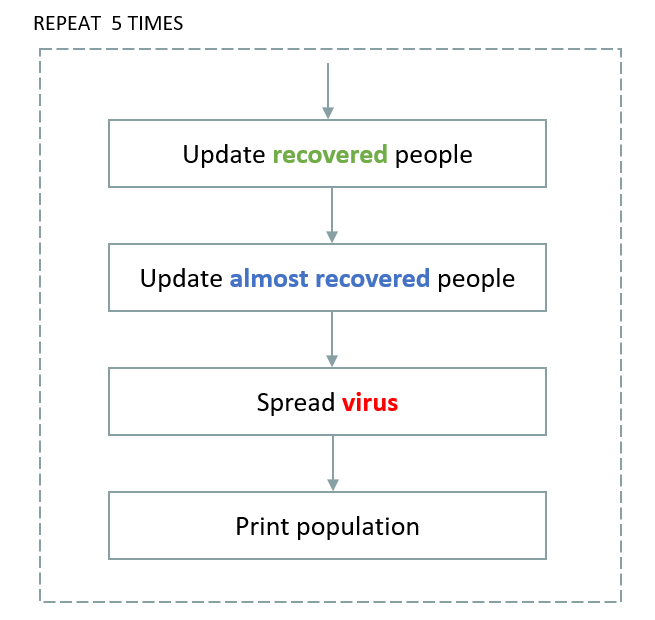 REPEAT 5 TIMES
Update recovered people
Update almost recovered people
Spread virus
Print population